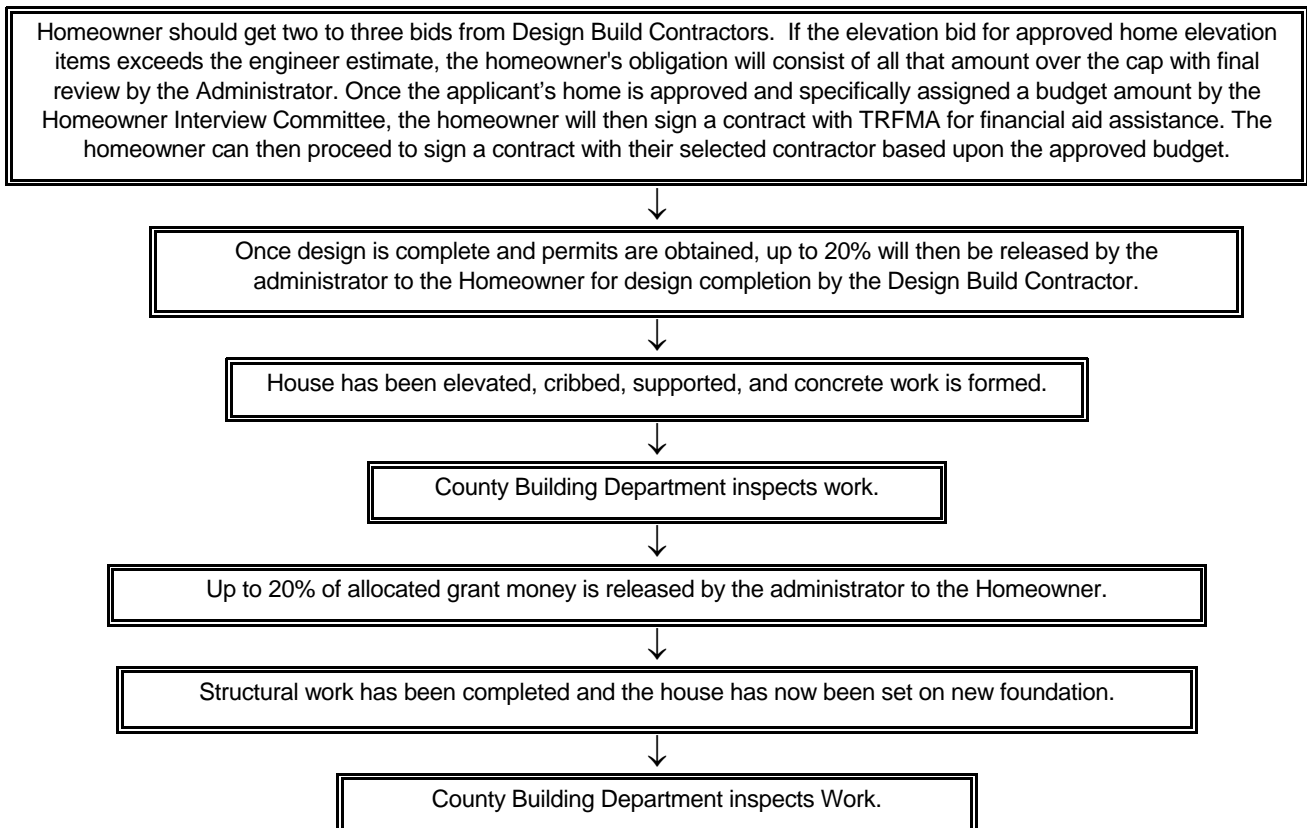 Homeowner should get two to three bids from Design Build Contractors.  If the elevation bid for approved home elevation
items exceeds the engineer estimate, the homeowner's obligation will consist of all that amount over the cap with final
review by the Administrator. Once the applicant’s home is approved and specifically assigned a budget amount by the
Homeowner Interview Committee, the homeowner will then sign a contract with TRFMA for financial aid assistance. The
homeowner can then proceed to sign a contract with their selected contractor based upon the approved budget.
↓
Once design is complete and permits are obtained, up to 20% will then be released by the
administrator to the Homeowner for design completion by the Design Build Contractor.
↓
House has been elevated, cribbed, supported, and concrete work is formed.
↓
County Building Department inspects work.
↓
Up to 20% of allocated grant money is released by the administrator to the Homeowner.
↓
Structural work has been completed and the house has now been set on new foundation.
↓
County Building Department inspects Work.